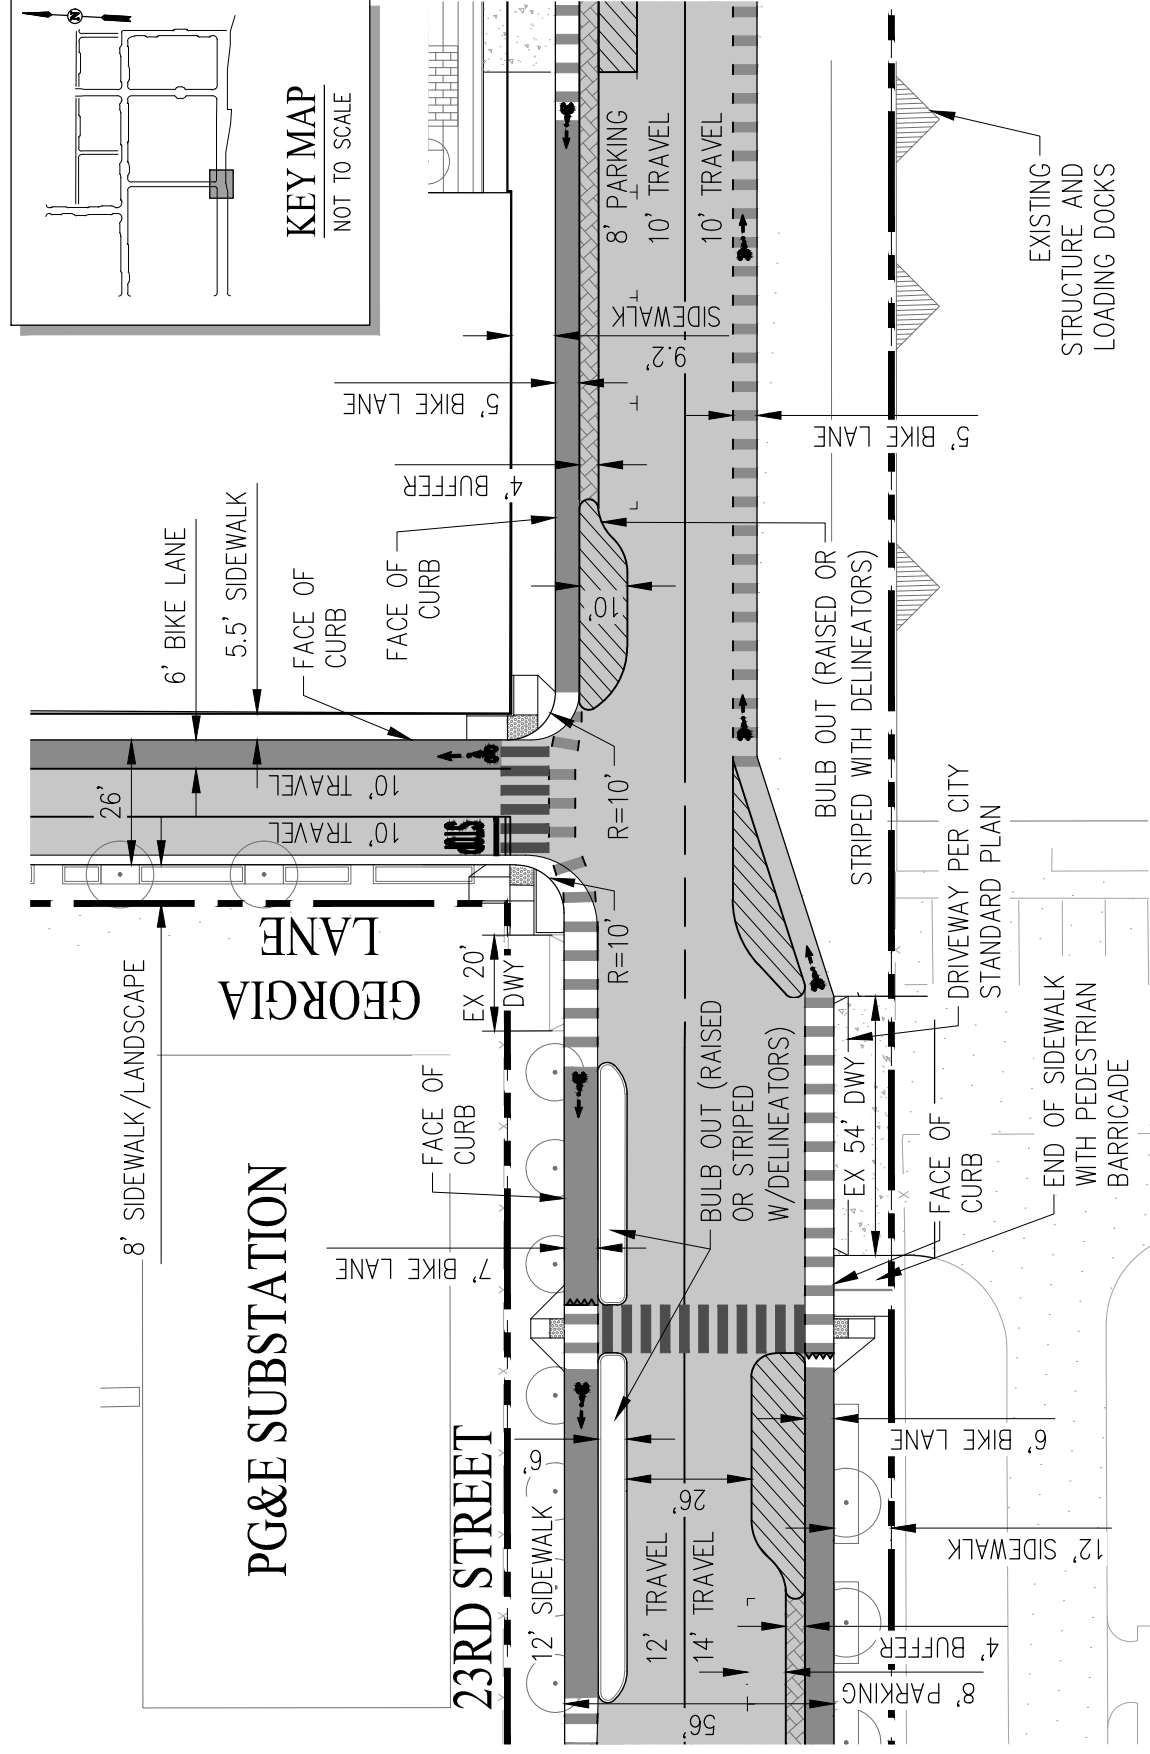 N
KEY MAP
NOT TO SCALE
8' PARKING
10' TRAVEL
10' TRAVEL
EXISTING
STRUCTURE AND
LOADING DOCKS
9.2'
SIDEWALK
5' BIKE LANE
5' BIKE LANE
4' BUFFER
5.5' SIDEWALK
6' BIKE LANE
FACE OF
CURB
FACE OF
CURB
10'
BULB OUT (RAISED OR
STRIPED WITH DELINEATORS)
26'
10' TRAVEL
10' TRAVEL
STOP
R=10'
R=10'
GEORGIA
LANE
EX 20'
DWY
8' SIDEWALK/LANDSCAPE
DRIVEWAY PER CITY
STANDARD PLAN
BULB OUT (RAISED
OR STRIPED
W/DELINEATORS)
EX 54' DWY
FACE OF
CURB
FACE OF
CURB
END OF SIDEWALK
WITH PEDESTRIAN
BARRICADE
7' BIKE LANE
PG&E SUBSTATION
23RD STREET
6'
12' SIDEWALK
26'
12' TRAVEL
14' TRAVEL
6' BIKE LANE
12' SIDEWALK
4' BUFFER
8' PARKING
56'